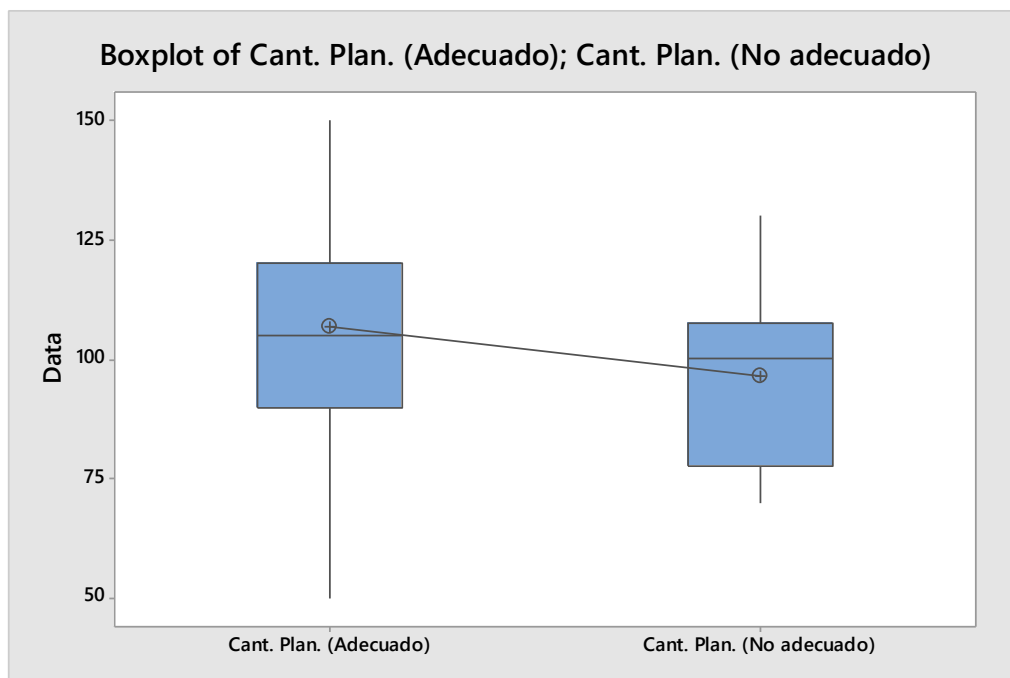 Boxplot of Cant. Plan. (Adecuado); Cant. Plan. (No adecuado)
150
125
100
75
50
Data
Cant. Plan. (Adecuado)
Cant. Plan. (No adecuado)